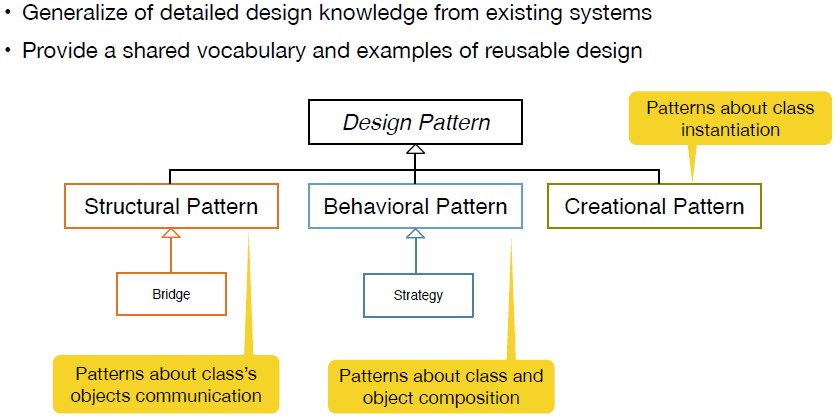 • Generalize of detailed design knowledge from existing systems
• Provide a shared vocabulary and examples of reusable design
Patterns about class
instantiation
Design Pattern
Structural Pattern
Behavioral Pattern
Creational Pattern
Bridge
Strategy
Patterns about class's
objects communication
Patterns about class and
object composition